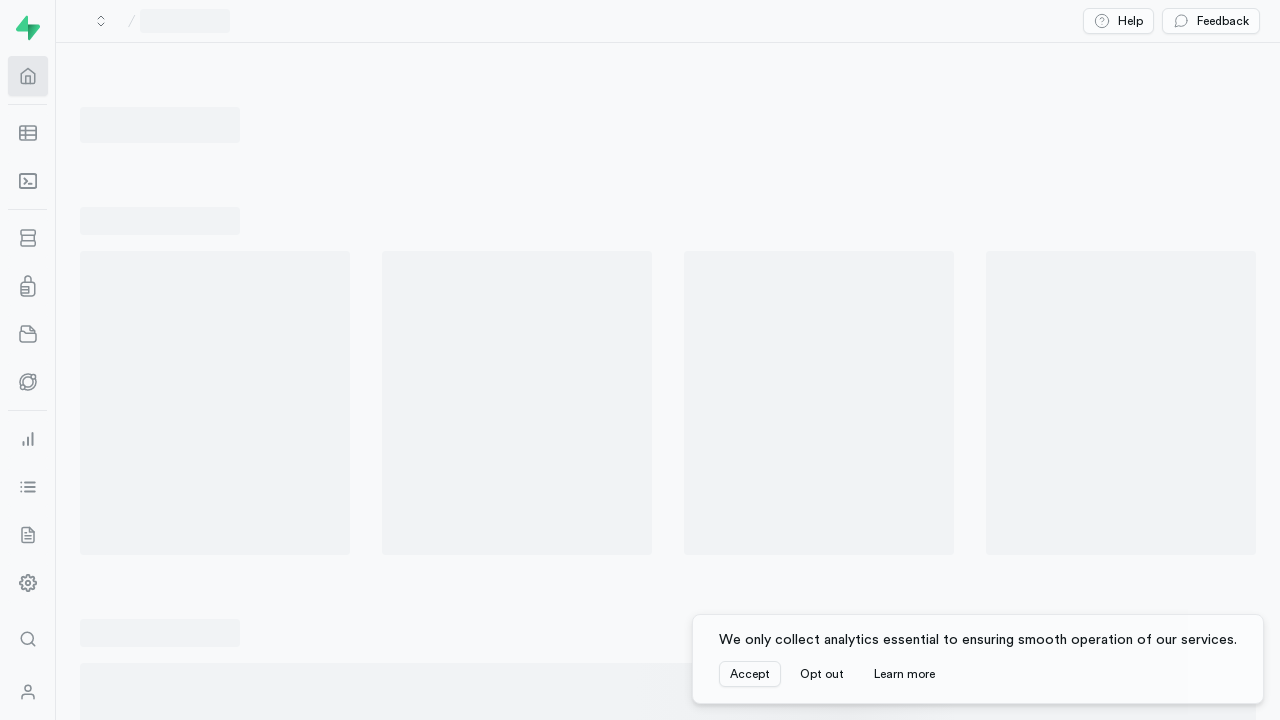 /
Help
Feedback
We only collect analytics essential to ensuring smooth operation of our services.
Accept
Opt out
Learn more